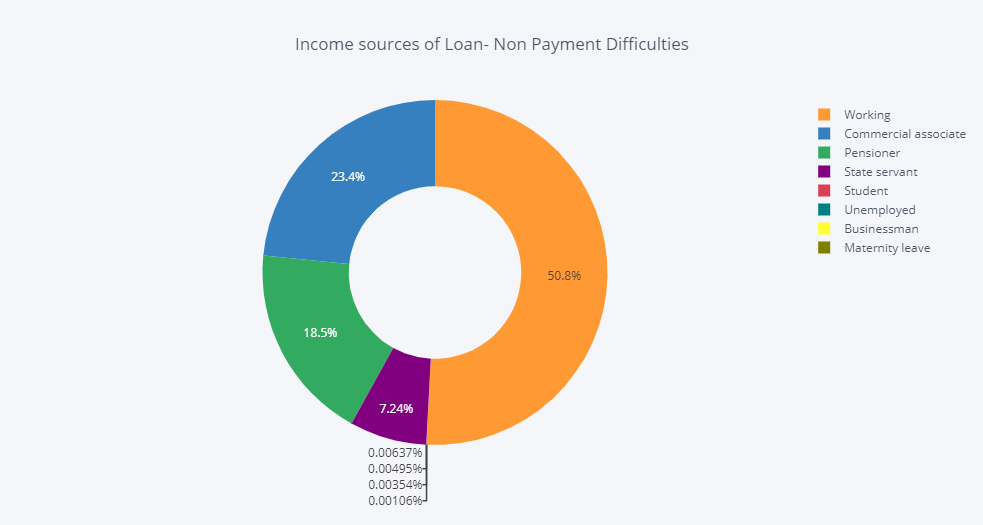 Income sources of Loan- Non Payment Difficulties
Working
Commercial associate
Pensioner
State servant
Student
Unemployed
Businessman
Maternity leave
23.4%
50.8%
18.5%
7.24%
0.00637%
0.00495%
0.00354%
0.00106%